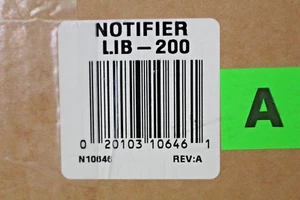 NOTIFIER
LIB-200
A
0 20103 10646 1
N10646 REV:A